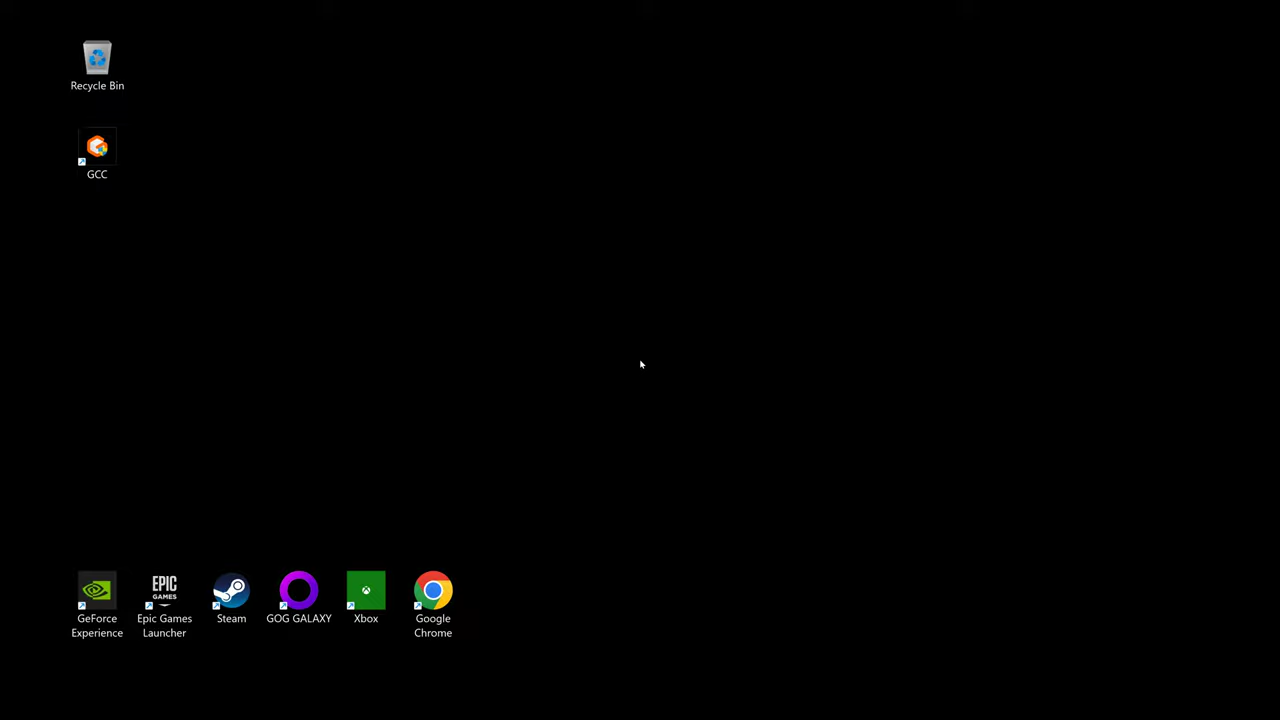 Recycle Bin
GCC
EPIC
GAMES
GeForce
Experience
Epic Games
Launcher
Steam
GOG GALAXY
Xbox
Google
Chrome